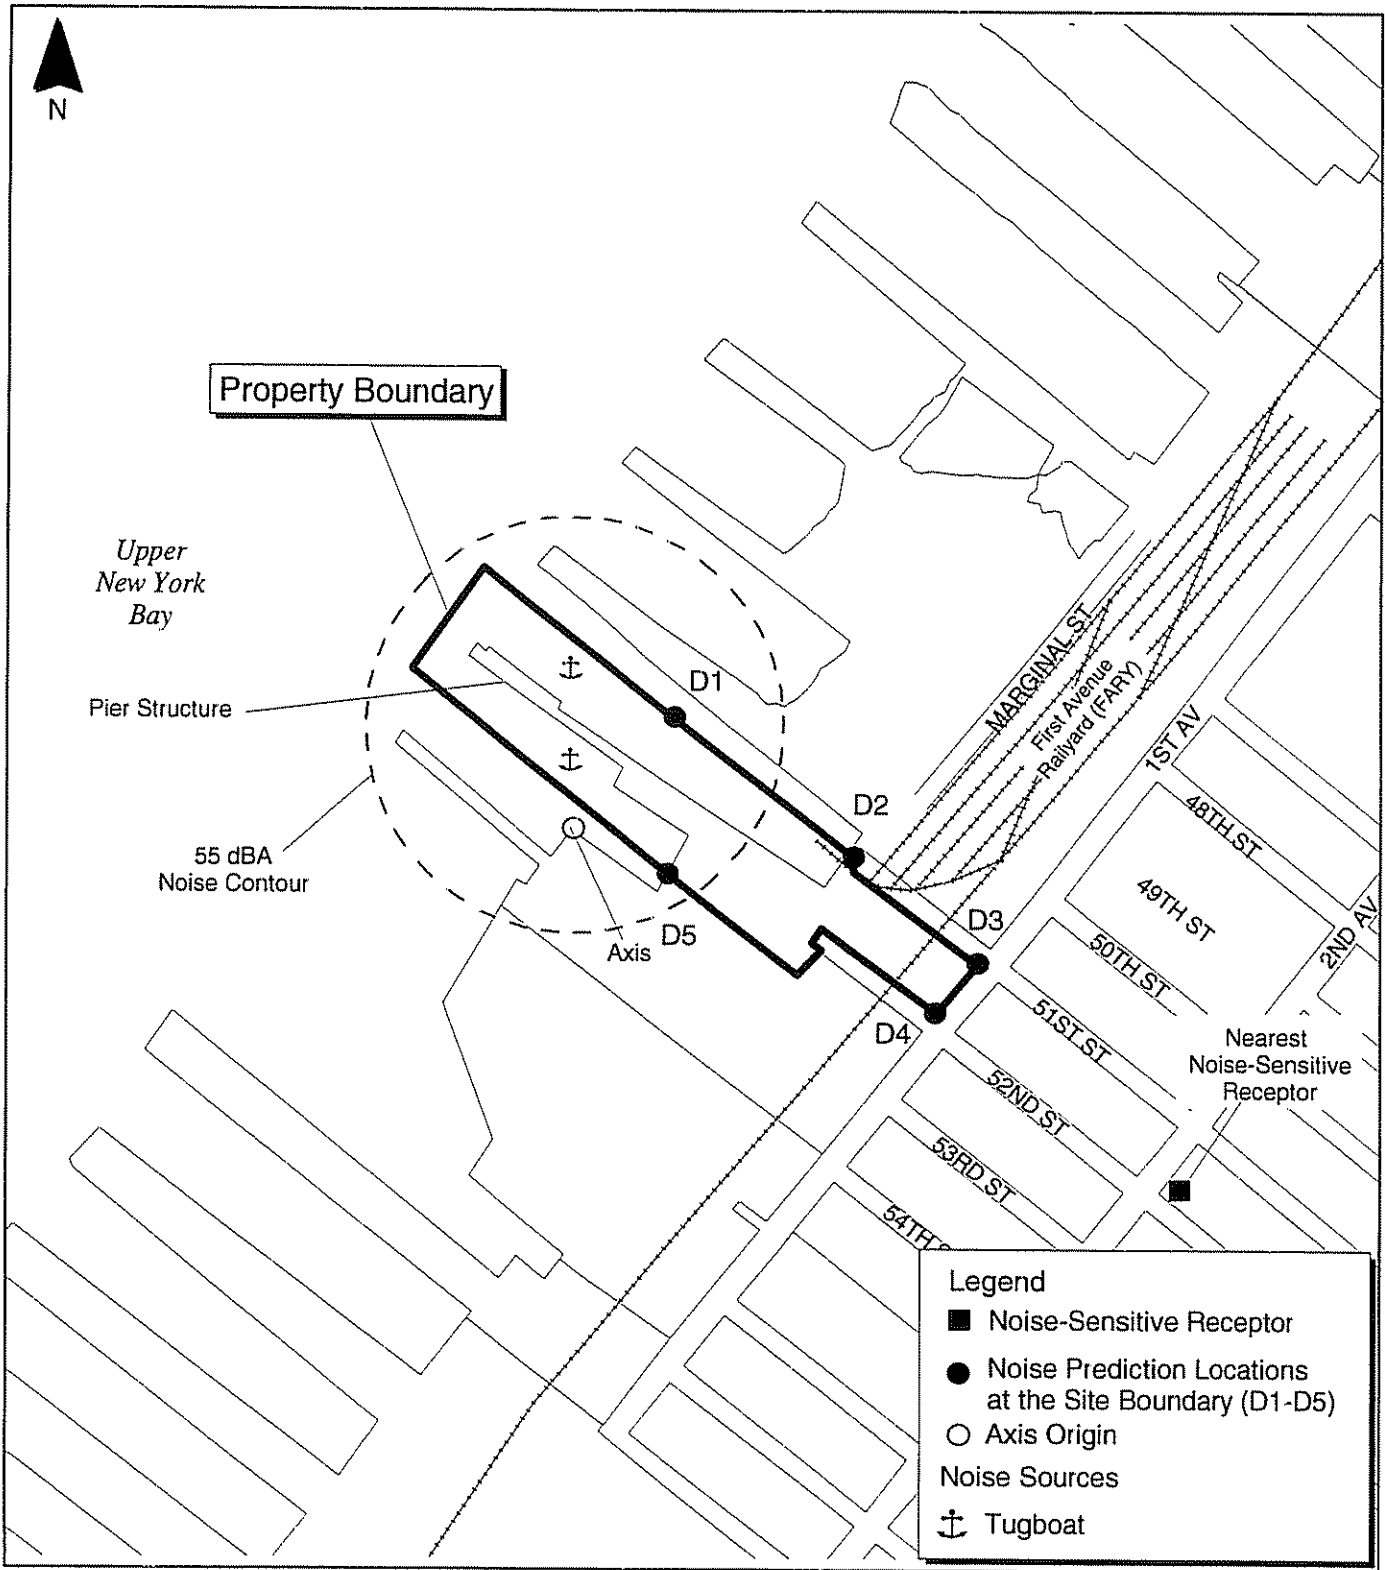 N
Property Boundary
Upper
New York
Bay
Pier Structure
D1
MARGINAL ST
First Avenue
Railyard (FARY)
1ST AV
D2
55 dBA
Noise Contour
48TH ST
49TH ST
2ND AV
D5
Axis
D3
50TH ST
D4
51ST ST
Nearest
Noise-Sensitive
Receptor
52ND ST
53RD ST
54TH S
Legend
Noise-Sensitive Receptor
Noise Prediction Locations
at the Site Boundary (D1-D5)
Axis Origin
Noise Sources
Tugboat